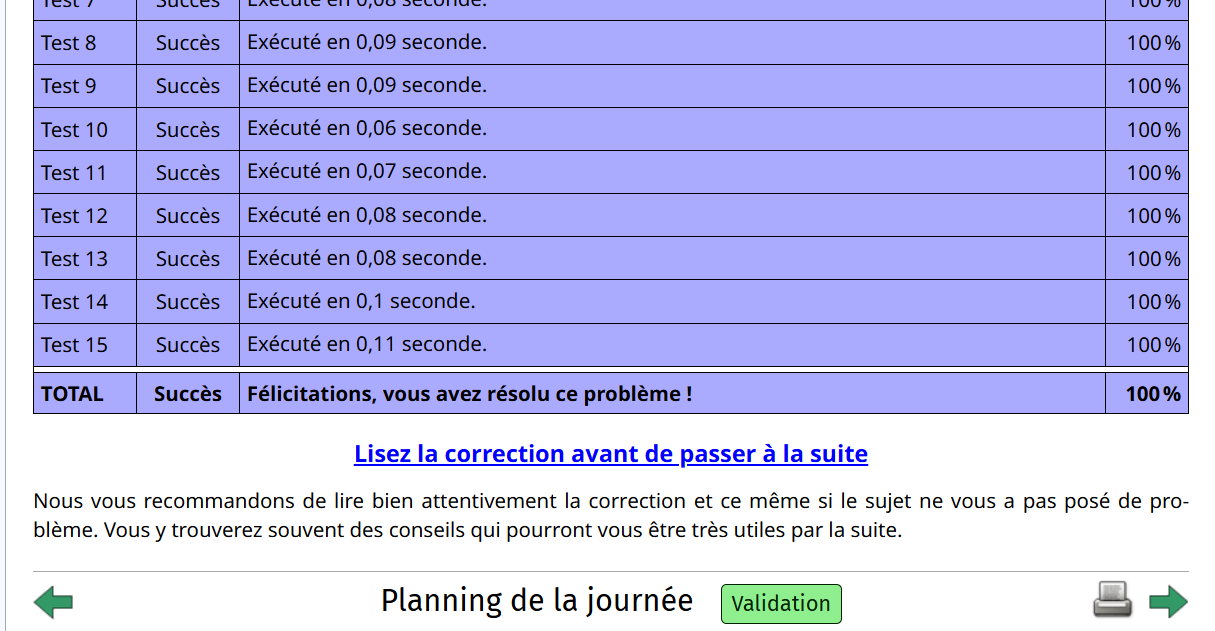 Test 7 Succès Exécuté en 0,08 seconde. 100 %
Test 8 Succès Exécuté en 0,09 seconde. 100 %
Test 9 Succès Exécuté en 0,09 seconde. 100 %
Test 10 Succès Exécuté en 0,06 seconde. 100 %
Test 11 Succès Exécuté en 0,07 seconde. 100 %
Test 12 Succès Exécuté en 0,08 seconde. 100 %
Test 13 Succès Exécuté en 0,08 seconde. 100 %
Test 14 Succès Exécuté en 0,1 seconde. 100 %
Test 15 Succès Exécuté en 0,11 seconde. 100 %
TOTAL Succès Félicitations, vous avez résolu ce problème ! 100 %
Lisez la correction avant de passer à la suite
Nous vous recommandons de lire bien attentivement la correction et ce même si le sujet ne vous a pas posé de pro-
blème. Vous y trouverez souvent des conseils qui pourront vous être très utiles par la suite.
Planning de la journée Validation